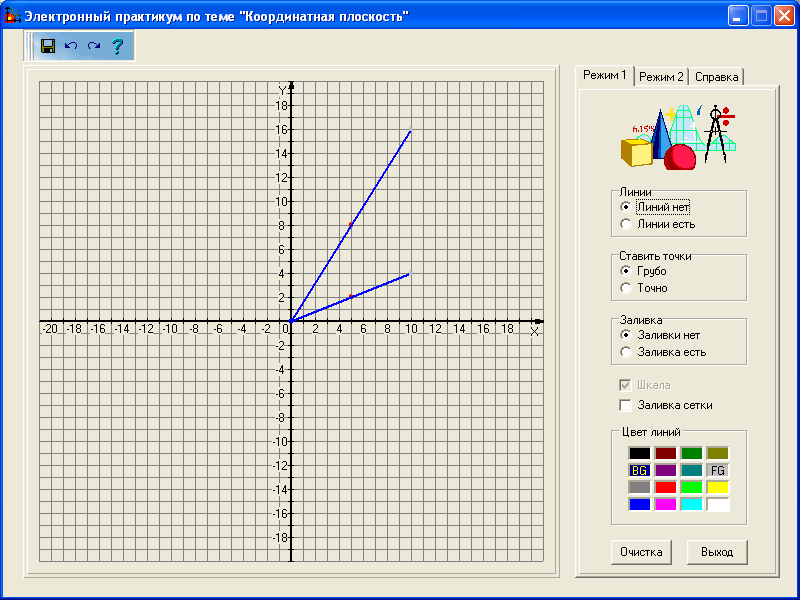 Электронный практикум по теме "Координатная плоскость"
?
Режим 1 Режим 2 Справка
Y
18
16
14
12
10
8
6
4
2
-20 -18 -16 -14 -12 -10 -8 -6 -4 -2 0 2 4 6 8 10 12 14 16 18 X
-2
-4
-6
-8
-10
-12
-14
-16
-18
Линии
Линий нет
Линии есть
Ставить точки
Грубо
Точно
Заливка
Заливки нет
Заливка есть
Шкала
Заливка сетки
Цвет линий
BG FG
Очистка Выход